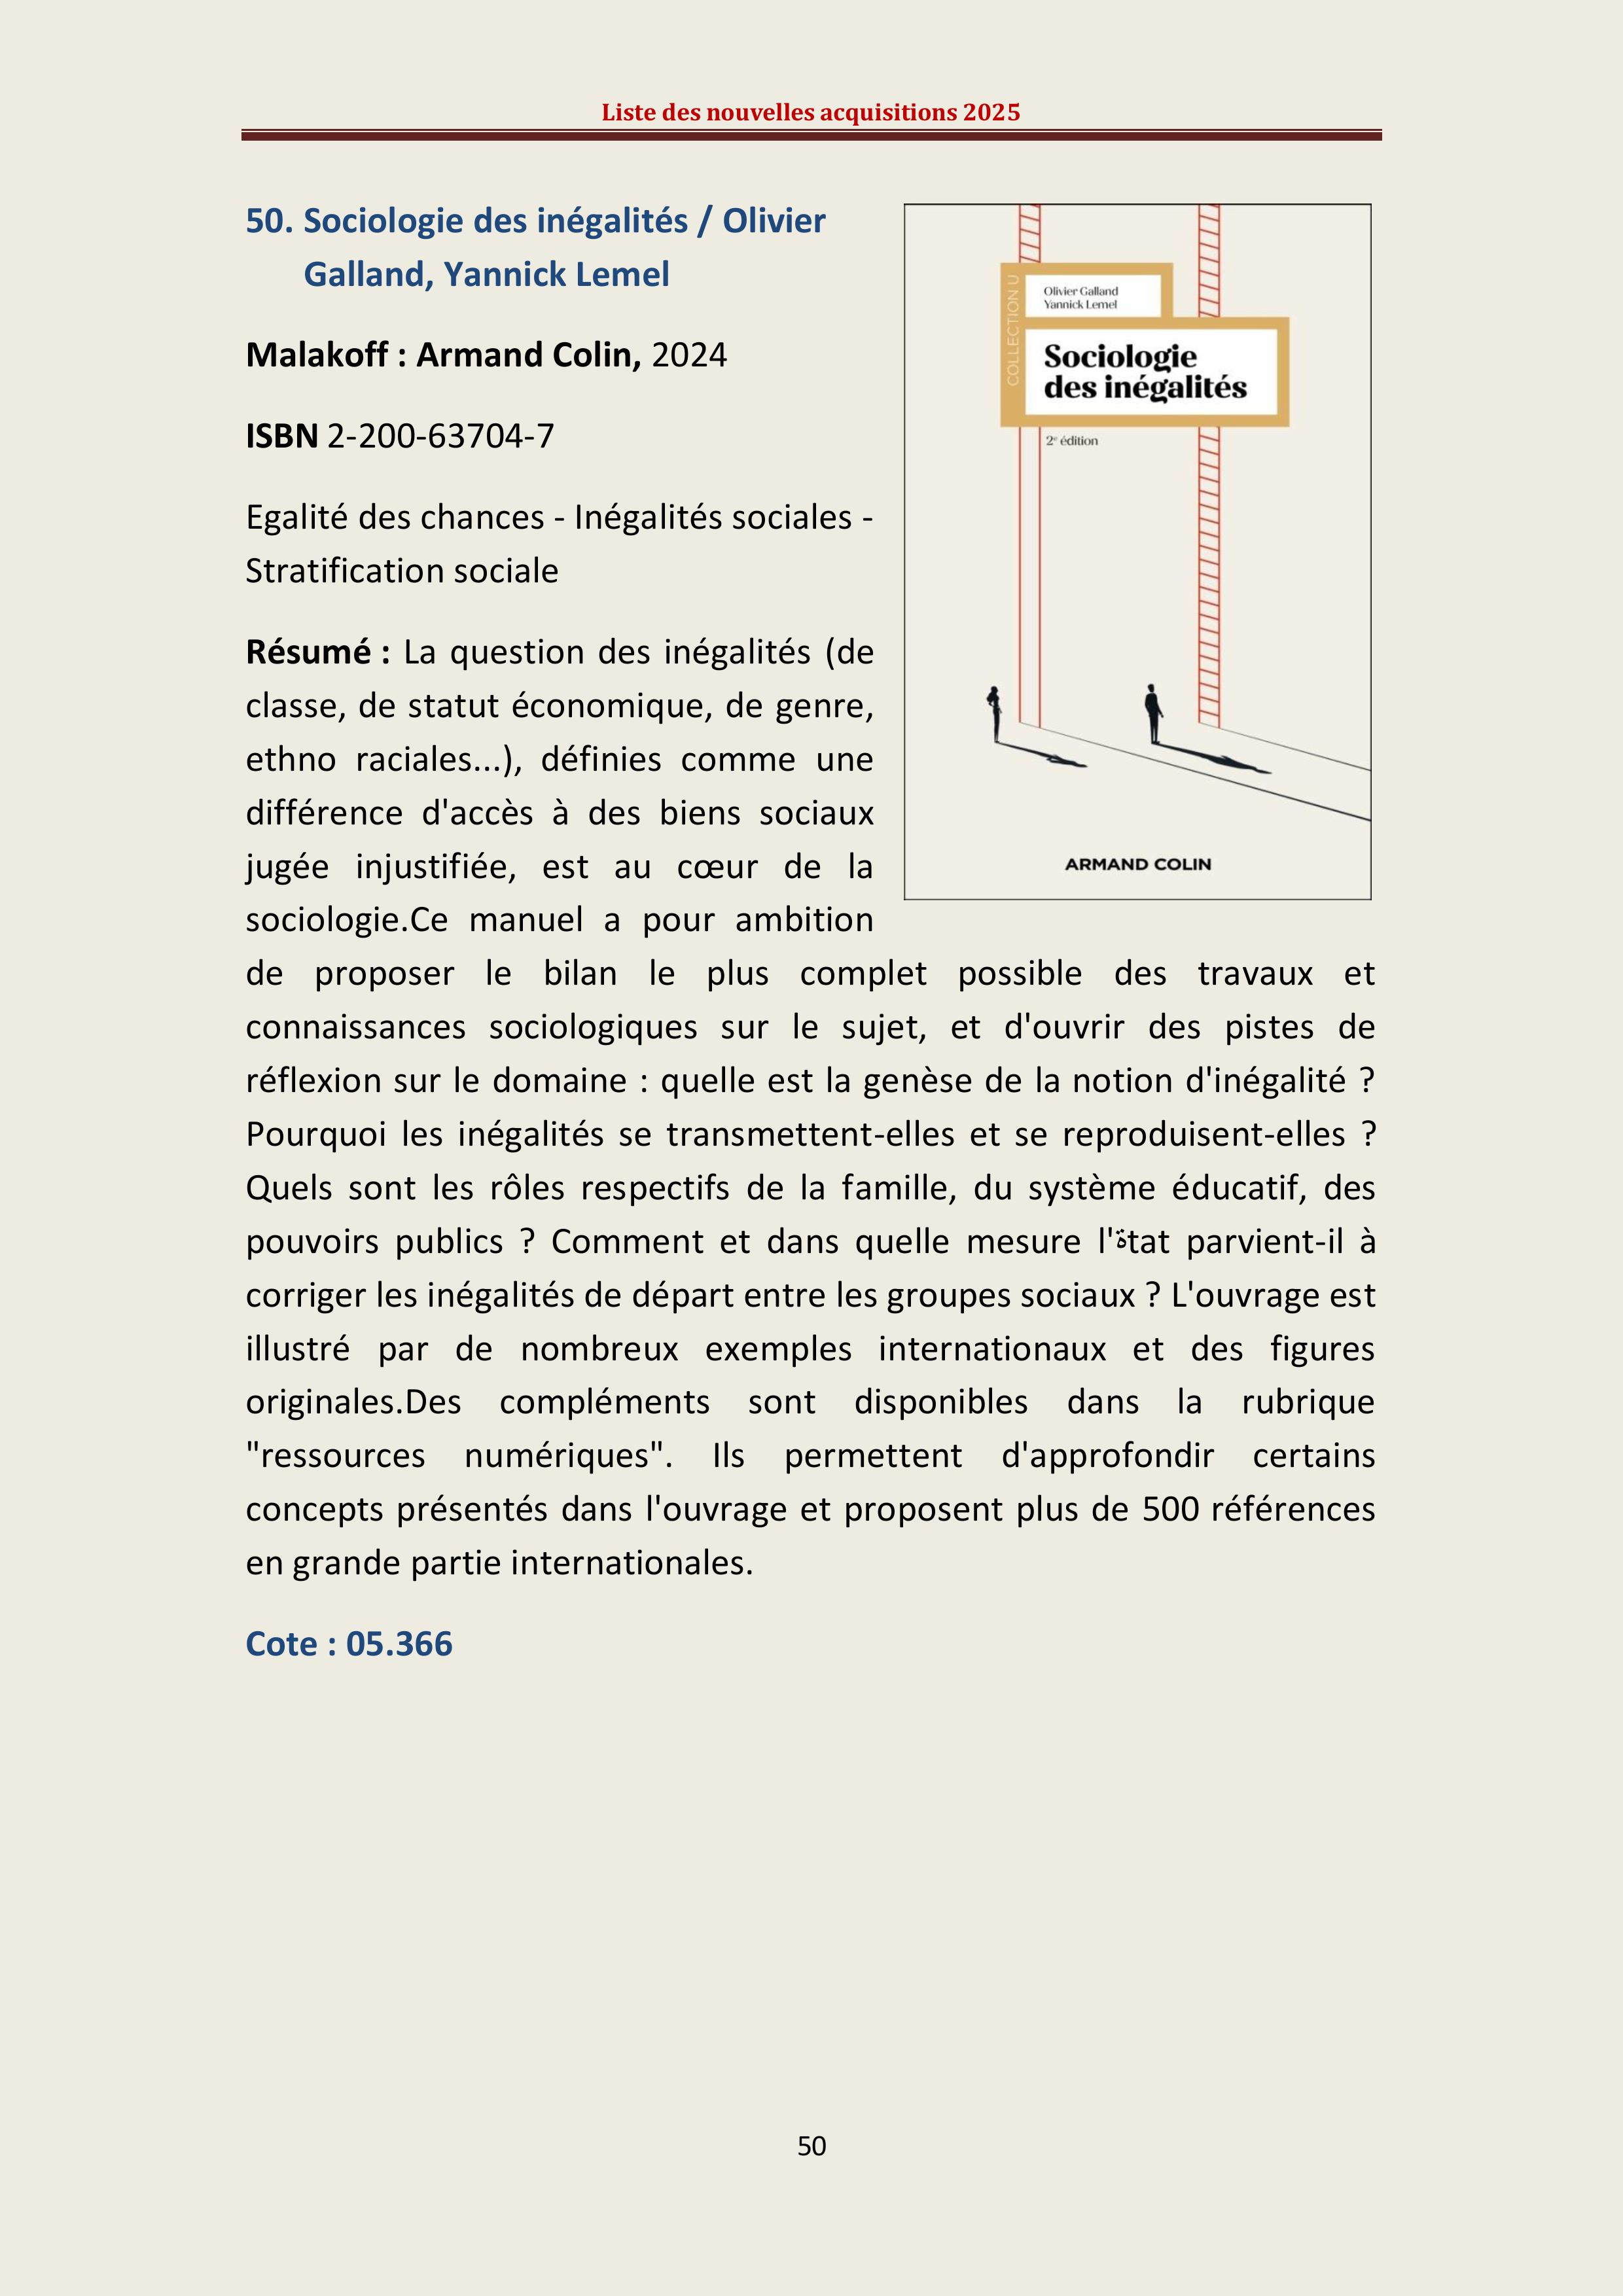 Liste des nouvelles acquisitions 2025
50. Sociologie des inégalités / Olivier
Galland, Yannick Lemel
Malakoff : Armand Colin, 2024
ISBN 2-200-63704-7
Egalité des chances - Inégalités sociales -
Stratification sociale
Résumé : La question des inégalités (de
classe, de statut économique, de genre,
ethno raciales...), définies comme une
différence d'accès à des biens sociaux
jugée injustifiée, est au cœur de la
sociologie.Ce manuel a pour ambition
de proposer le bilan le plus complet possible des travaux et
connaissances sociologiques sur le sujet, et d'ouvrir des pistes de
réflexion sur le domaine : quelle est la genèse de la notion d'inégalité ?
Pourquoi les inégalités se transmettent-elles et se reproduisent-elles ?
Quels sont les rôles respectifs de la famille, du système éducatif, des
pouvoirs publics ? Comment et dans quelle mesure l'ةtat parvient-il à
corriger les inégalités de départ entre les groupes sociaux ? L'ouvrage est
illustré par de nombreux exemples internationaux et des figures
originales.Des compléments sont disponibles dans la rubrique
"ressources numériques". Ils permettent d'approfondir certains
concepts présentés dans l'ouvrage et proposent plus de 500 références
en grande partie internationales.
Cote : 05.366
COLLECTION U
Olivier Galland
Yannick Lemel
Sociologie
des inégalités
2e édition
ARMAND COLIN
50